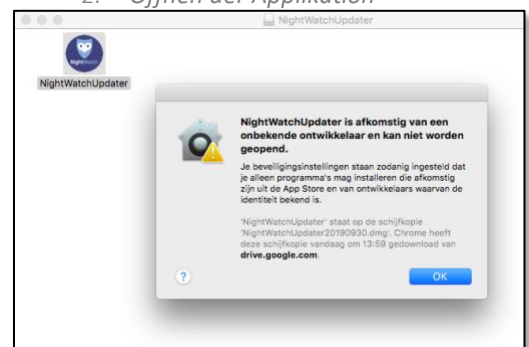 2. Öffnen der Applikation
NightWatchUpdater
NightWatch
NightWatchUpdater
NightWatchUpdater is afkomstig van een
onbekende ontwikkelaar en kan niet worden
geopend.
Je beveiligingsinstellingen staan zodanig ingesteld dat
je alleen programma's mag installeren die afkomstig
zijn uit de App Store en van ontwikkelaars waarvan de
identiteit bekend is.
'NightWatchUpdater' staat op de schijfkopie
'NightWatchUpdater20190930.dmg'. Chrome heeft
deze schijfkopie vandaag om 13:59 gedownload van
drive.google.com.
?
OK